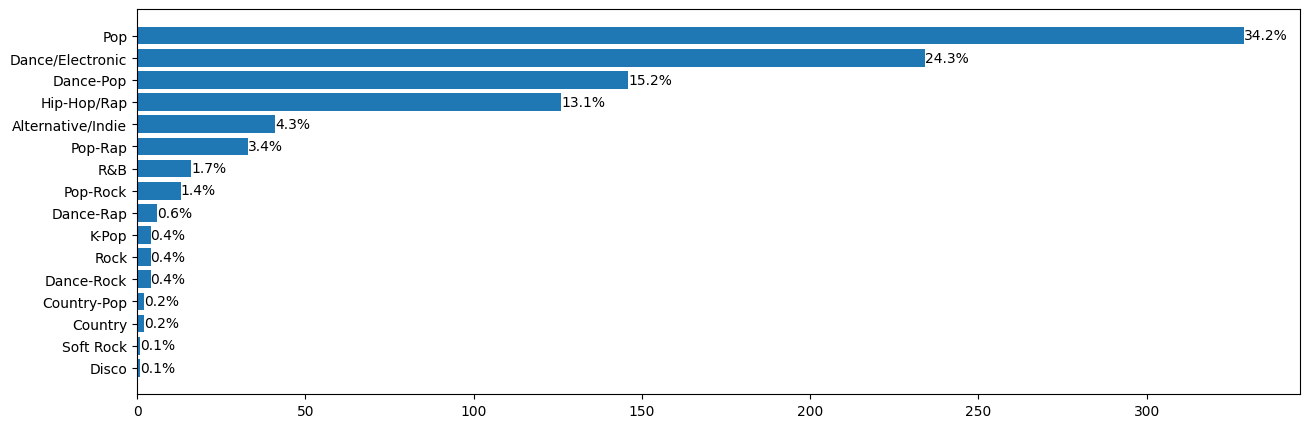 Pop 34.2%
Dance/Electronic 24.3%
Dance-Pop 15.2%
Hip-Hop/Rap 13.1%
Alternative/Indie 4.3%
Pop-Rap 3.4%
R&B 1.7%
Pop-Rock 1.4%
Dance-Rap 0.6%
K-Pop 0.4%
Rock 0.4%
Dance-Rock 0.4%
Country-Pop 0.2%
Country 0.2%
Soft Rock 0.1%
Disco 0.1%
0 50 100 150 200 250 300